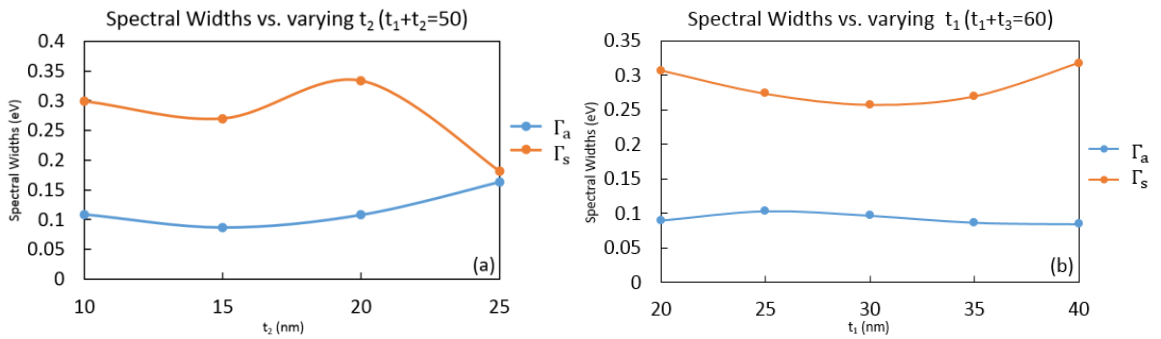 Spectral Widths vs. varying t₂ (t₁+t₂=50)
0.4
0.35
0.3
0.25
0.2
0.15
0.1
0.05
0
Spectral Widths (eV)
10 15 20 25
t₂ (nm)
(a)
Γₐ
Γₛ
Spectral Widths vs. varying t₁ (t₁+t₃=60)
0.35
0.3
0.25
0.2
0.15
0.1
0.05
0
Spectral Widths (eV)
20 25 30 35 40
t₁ (nm)
(b)
Γₐ
Γₛ